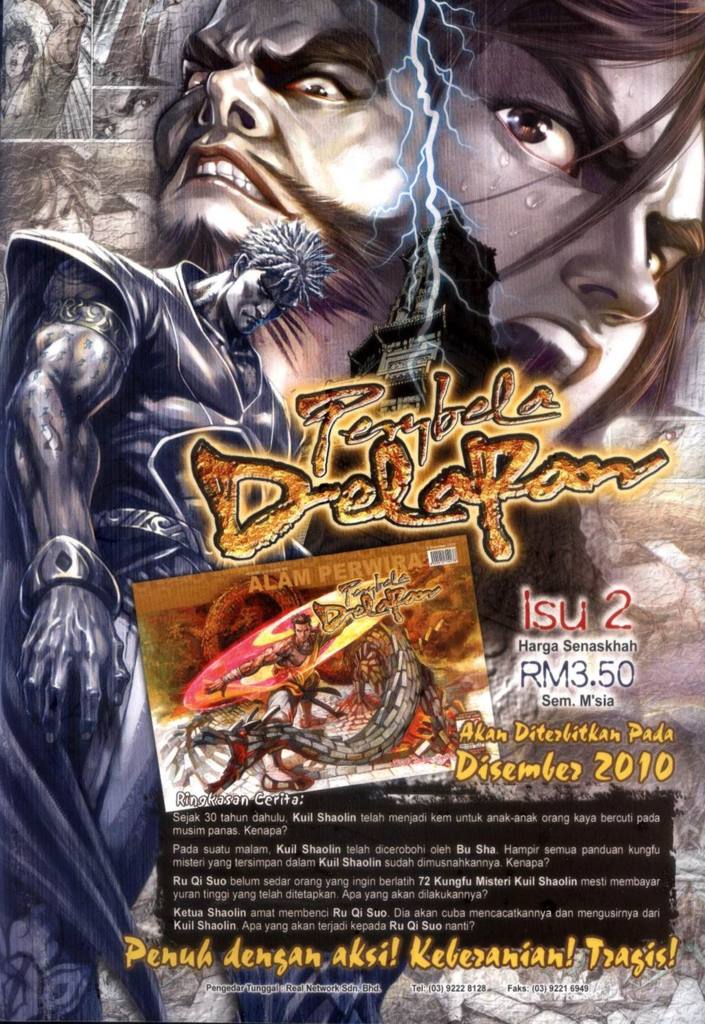 Pembela
Delapan
ALAM PERWIRA
Pembela
Delapan
Isu 2
Harga Senaskhah
RM3.50
Sem. M'sia
Akan Diterbitkan Pada
Disember 2010
Ringkasan Cerita:
Sejak 30 tahun dahulu, Kuil Shaolin telah menjadi kem untuk anak-anak orang kaya bercuti pada
musim panas. Kenapa?
Pada suatu malam, Kuil Shaolin telah dicerobohi oleh Bu Sha. Hampir semua panduan kungfu
misteri yang tersimpan dalam Kuil Shaolin sudah dimusnahkannya. Kenapa?
Ru Qi Suo belum sedar orang yang ingin berlatih 72 Kungfu Misteri Kuil Shaolin mesti membayar
yuran tinggi yang telah ditetapkan. Apa yang akan dilakukannya?
Ketua Shaolin amat membenci Ru Qi Suo. Dia akan cuba mencacatkannya dan mengusirnya dari
Kuil Shaolin. Apa yang akan terjadi kepada Ru Qi Suo nanti?
Penuh dengan aksi! Keberanian! Tragis!
Pengedar Tunggal : Real Network Sdn. Bhd. Tel: (03) 9222 8128 Faks: (03) 9221 6949